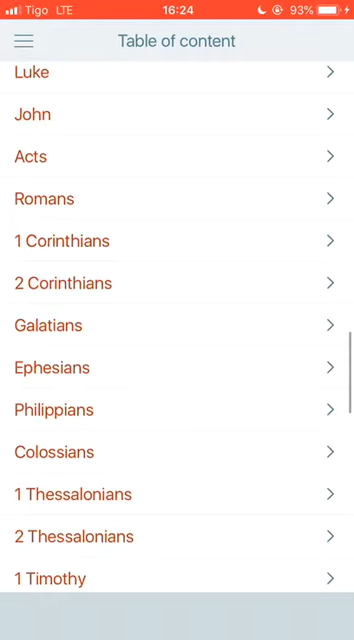 Tigo LTE 16:24 93%
Table of content
Luke
John
Acts
Romans
1 Corinthians
2 Corinthians
Galatians
Ephesians
Philippians
Colossians
1 Thessalonians
2 Thessalonians
1 Timothy